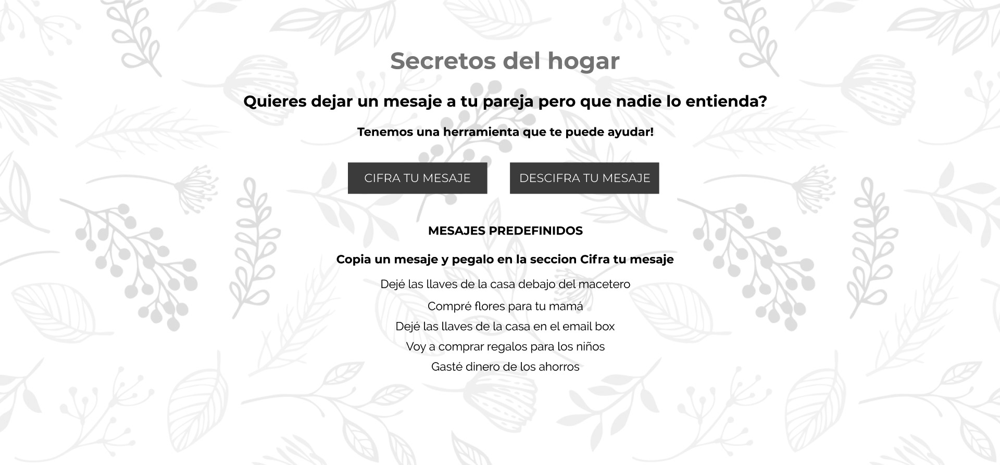 Secretos del hogar
Quieres dejar un mesaje a tu pareja pero que nadie lo entienda?
Tenemos una herramienta que te puede ayudar!
CIFRA TU MESAJE
DESCIFRA TU MESAJE
MESAJES PREDEFINIDOS
Copia un mesaje y pegalo en la seccion Cifra tu mesaje
Dejé las llaves de la casa debajo del macetero
Compré flores para tu mamá
Dejé las llaves de la casa en el email box
Voy a comprar regalos para los niños
Gasté dinero de los ahorros